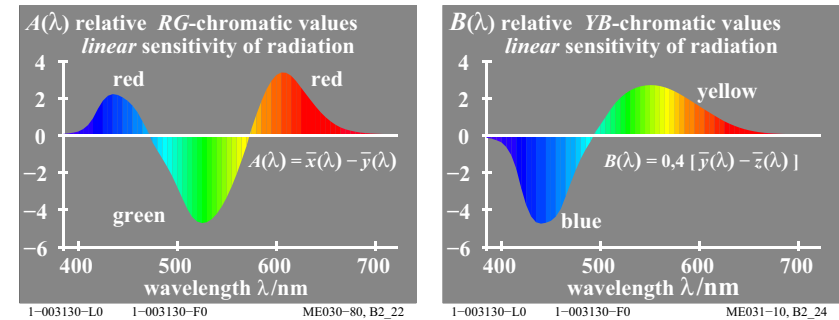 A(λ) relative RG-chromatic values
linear sensitivity of radiation
4
red
red
2
0
−2
A(λ) = x̅(λ) − y̅(λ)
−4
green
−6
400 500 600 700
wavelength λ/nm
1−003130−L0 1−003130−F0 ME030−80, B2_22
B(λ) relative YB-chromatic values
linear sensitivity of radiation
4
yellow
2
0
−2
B(λ) = 0,4 [ y̅(λ) − z̅(λ) ]
−4
blue
−6
400 500 600 700
wavelength λ/nm
1−003130−L0 1−003130−F0 ME031−10, B2_24